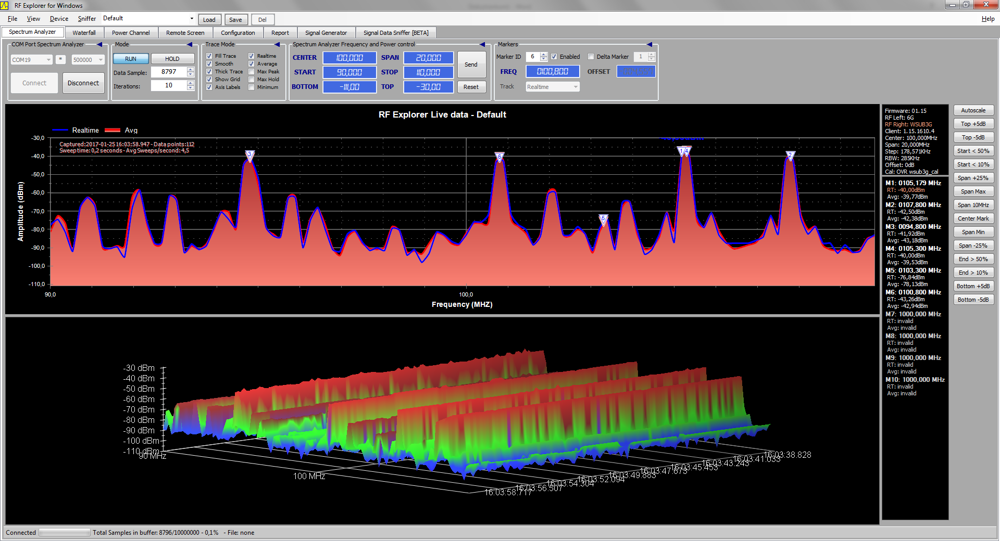 RF Explorer for Windows
File View Device Sniffer Default Load Save Del Help
Spectrum Analyzer Waterfall Power Channel Remote Screen Configuration Report Signal Generator Signal Data Sniffer [BETA]
COM Port Spectrum Analyzer
COM19 * 500000
Connect Disconnect
Mode
RUN HOLD
Data Sample: 8797
Iterations: 10
Trace Mode
Fill Trace Realtime
Smooth Average
Thick Trace Max Peak
Show Grid Max Hold
Axis Labels Minimum
Spectrum Analyzer Frequency and Power control
CENTER 100,000 SPAN 20,000 Send
START 90,000 STOP 110,000
BOTTOM -111,00 TOP -30,00 Reset
Markers
Marker ID 6 Enabled Delta Marker 1
FREQ 0100,800 OFFSET
Track Realtime
RF Explorer Live data - Default
Realtime Avg
Captured:2017-01-25 16:03:58.947 - Data points:112
Sweep time:0,2 seconds - Avg Sweeps/second:4,5
-30,0
-40,0
-50,0
-60,0
-70,0
-80,0
-90,0
-100,0
-110,0
Amplitude (dBm)
3 6 1 4 2
5
90,0 100,0
Frequency (MHZ)
-30 dBm
-40 dBm
-50 dBm
-60 dBm
-70 dBm
-80 dBm
-90 dBm
-100 dBm
-110 dBm
90 MHz
100 MHz
16:03:58.717
16:03:56.507
16:03:54.304
16:03:52.094
16:03:49.883
16:03:47.673
16:03:45.453
16:03:43.243
16:03:41.033
16:03:38.828
Firmware: 01.15
RF Left: 6G
RF Right: WSUB3G
Client: 1.15.1610.4
Center: 100,000MHz
Span: 20,000MHz
Step: 178,571KHz
RBW: 285KHz
Offset: 0dB
Cal: OVR wsub3g_cal
M1: 0105,179 MHz
RT: -40,00dBm
Avg: -39,77dBm
M2: 0107,800 MHz
RT: -42,50dBm
Avg: -42,38dBm
M3: 0094,800 MHz
RT: -41,92dBm
Avg: -43,18dBm
M4: 0105,300 MHz
RT: -40,00dBm
Avg: -39,53dBm
M5: 0103,300 MHz
RT: -76,84dBm
Avg: -78,13dBm
M6: 0100,800 MHz
RT: -43,26dBm
Avg: -42,94dBm
M7: 1000,000 MHz
RT: invalid
Avg: invalid
M8: 1000,000 MHz
RT: invalid
Avg: invalid
M9: 1000,000 MHz
RT: invalid
Avg: invalid
M10: 1000,000 MHz
RT: invalid
Avg: invalid
Autoscale
Top +5dB
Top -5dB
Start < 50%
Start < 10%
Span +25%
Span Max
Span 10MHz
Center Mark
Span Min
Span -25%
End > 50%
End > 10%
Bottom +5dB
Bottom -5dB
Connected Total Samples in buffer: 8796/10000000 - 0,1% - File: none